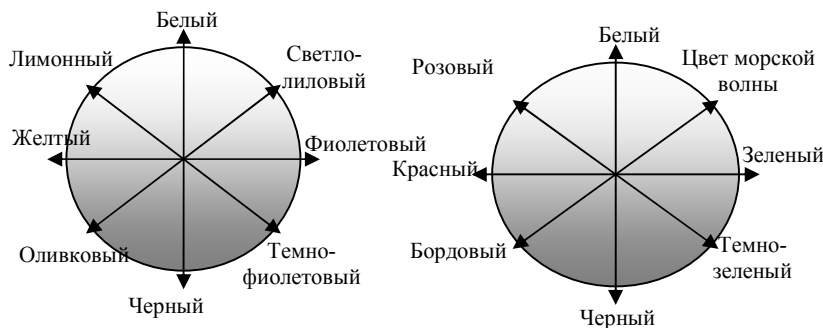 Белый
Лимонный
Светло-
лиловый
Желтый
Фиолетовый
Оливковый
Темно-
фиолетовый
Черный
Белый
Розовый
Цвет морской
волны
Красный
Зеленый
Бордовый
Темно-
зеленый
Черный